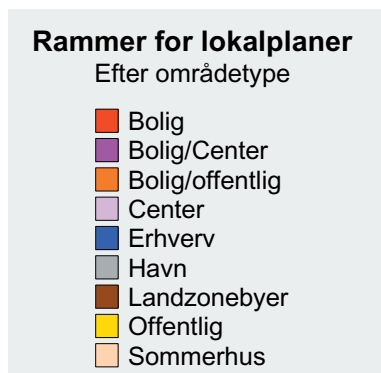 Rammer for lokalplaner
Efter områdetype
Bolig
Bolig/Center
Bolig/offentlig
Center
Erhverv
Havn
Landzonebyer
Offentlig
Sommerhus